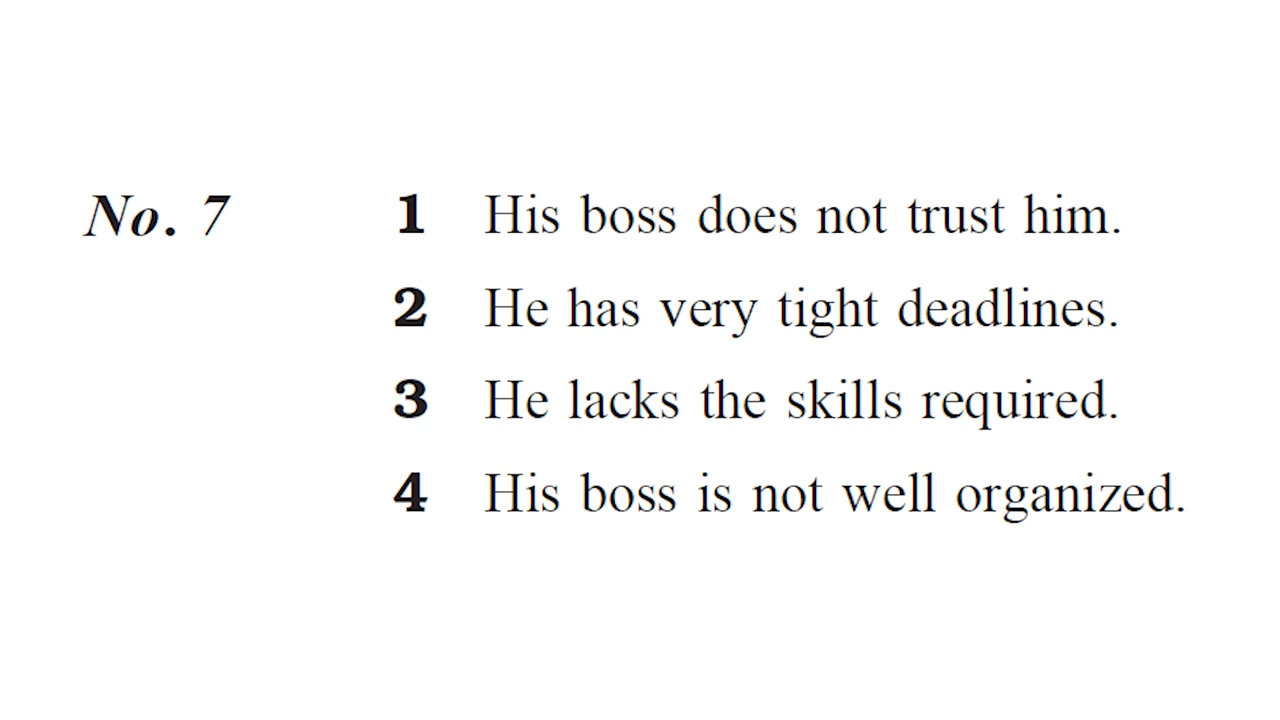 No. 7 1 His boss does not trust him.
2 He has very tight deadlines.
3 He lacks the skills required.
4 His boss is not well organized.